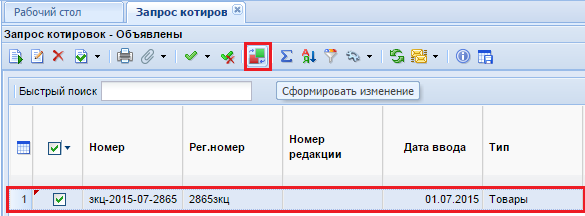 Рабочий стол
Запрос котиров
Запрос котировок - Объявлены
Быстрый поиск
Сформировать изменение
Номер
Рег.номер
Номер
редакции
Дата ввода
Тип
1 зкц-2015-07-2865 2865зкц 01.07.2015 Товары